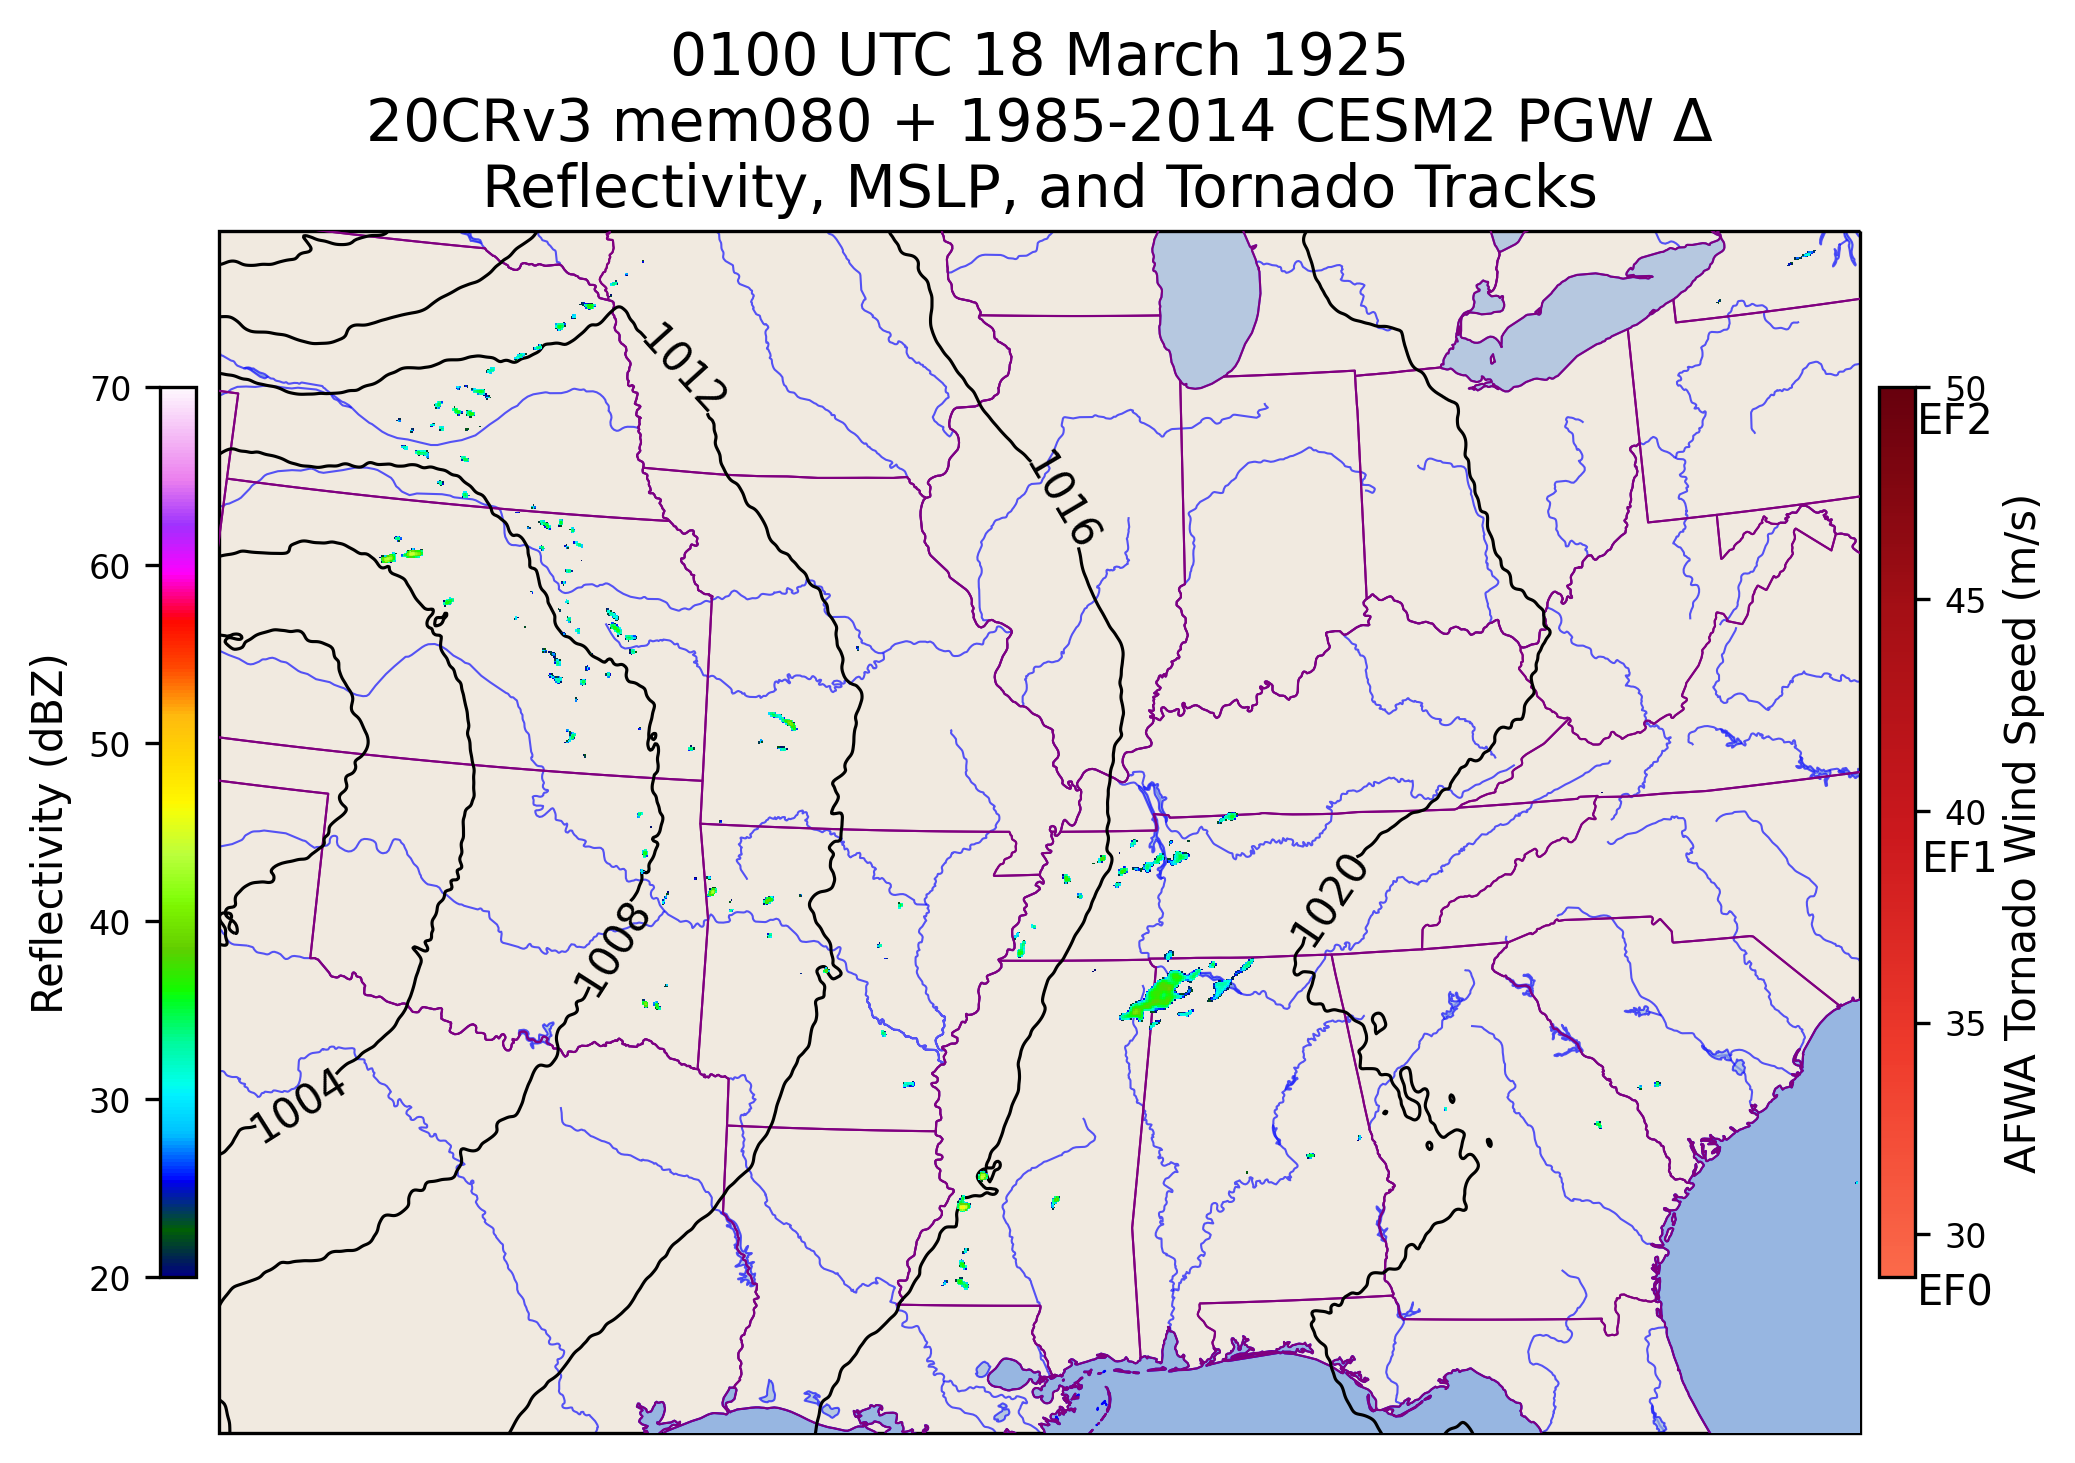 0100 UTC 18 March 1925
20CRv3 mem080 + 1985-2014 CESM2 PGW Δ
Reflectivity, MSLP, and Tornado Tracks
Reflectivity (dBZ)
70
60
50
40
30
20
1012
1016
1020
1008
1004
50
EF2
45
40
EF1
35
30
EF0
AFWA Tornado Wind Speed (m/s)